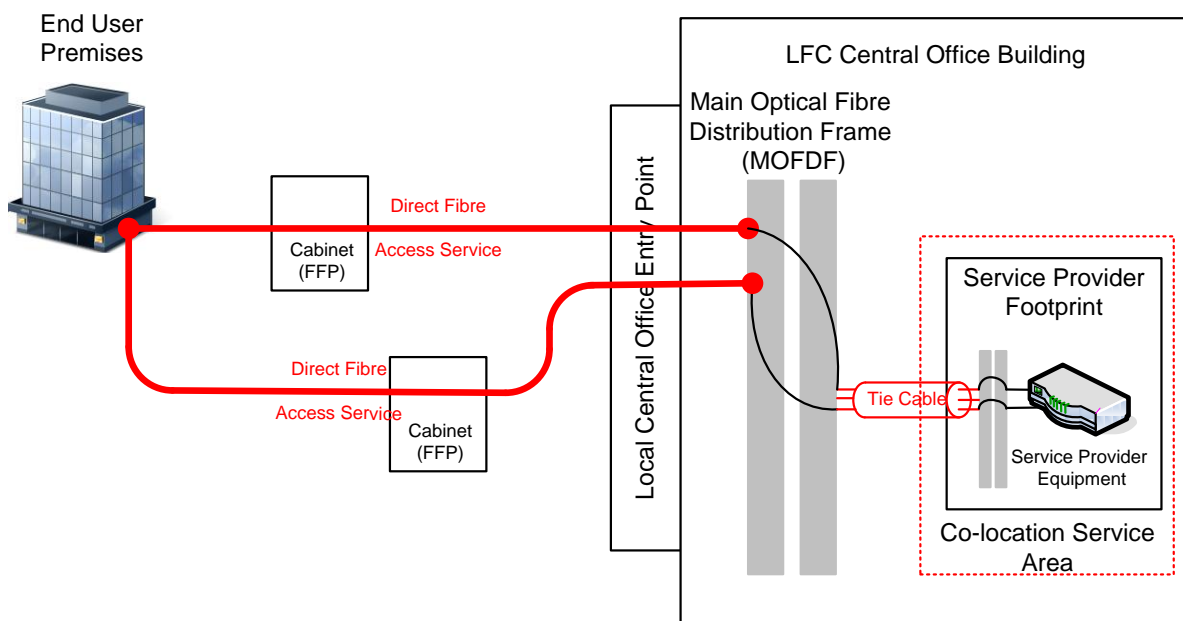 End User
Premises
LFC Central Office Building
Main Optical Fibre
Distribution Frame
(MOFDF)
Local Central Office Entry Point
Direct Fibre
Access Service
Cabinet
(FFP)
Direct Fibre
Access Service
Cabinet
(FFP)
Tie Cable
Service Provider
Footprint
Service Provider
Equipment
Co-location Service
Area